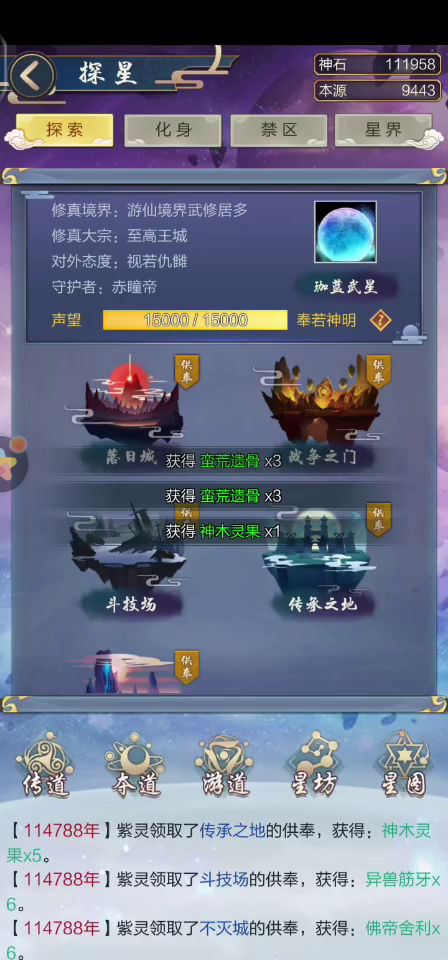 探星
神石 111958
本源 9443
探索 化身 禁区 星界
修真境界：游仙境界武修居多
修真大宗：至高王城
对外态度：视若仇雠
守护者：赤瞳帝
珈蓝武星
声望 15000 / 15000 奉若神明 ?
供奉 供奉
落日城 战争之门
获得 蛮荒遗骨 x3
获得 蛮荒遗骨 x3
获得 神木灵果 x1
供奉 供奉
斗技场 传承之地
供奉
传道 夺道 游道 星坊 星图
【114788年】紫灵领取了传承之地的供奉，获得：神木灵
果x5。
【114788年】紫灵领取了斗技场的供奉，获得：异兽筋牙x
6。
【114788年】紫灵领取了不灭城的供奉，获得：佛帝舍利x
6。